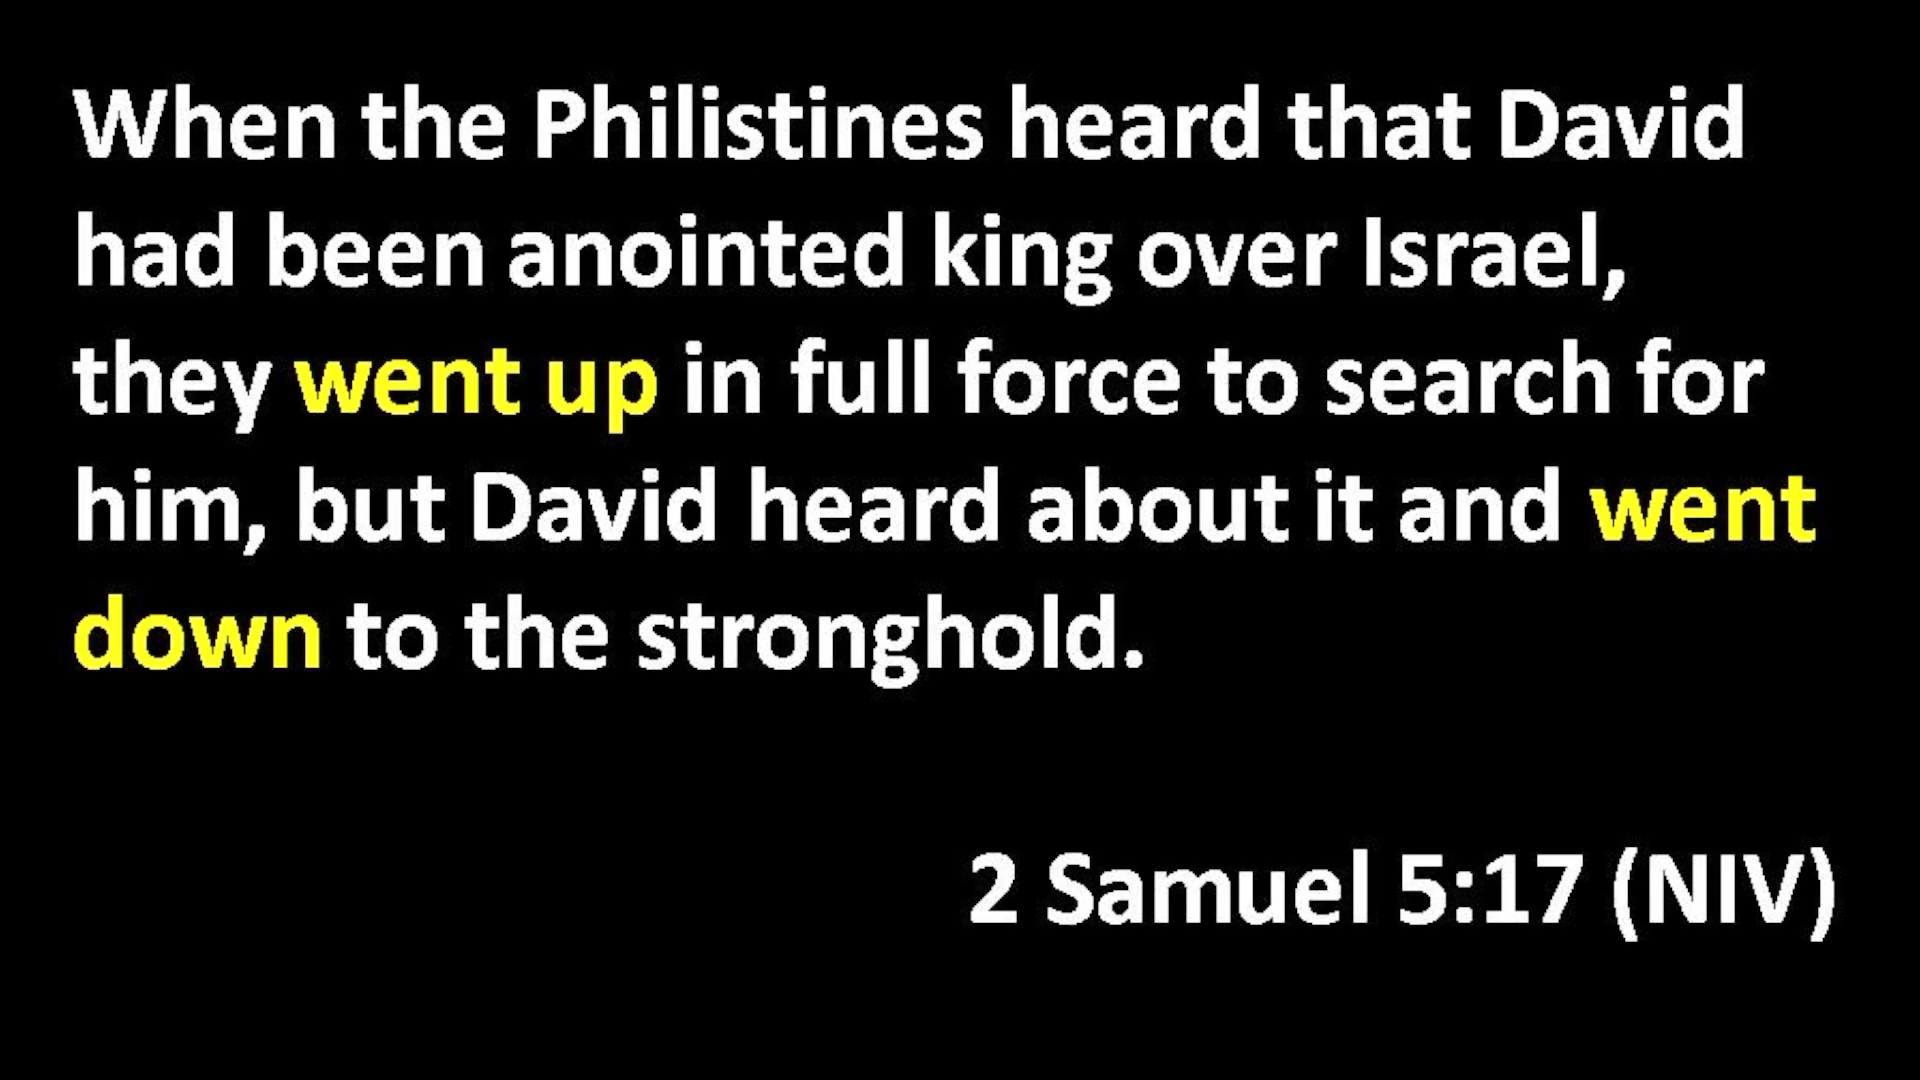 When the Philistines heard that David
had been anointed king over Israel,
they went up in full force to search for
him, but David heard about it and went
down to the stronghold.
2 Samuel 5:17 (NIV)